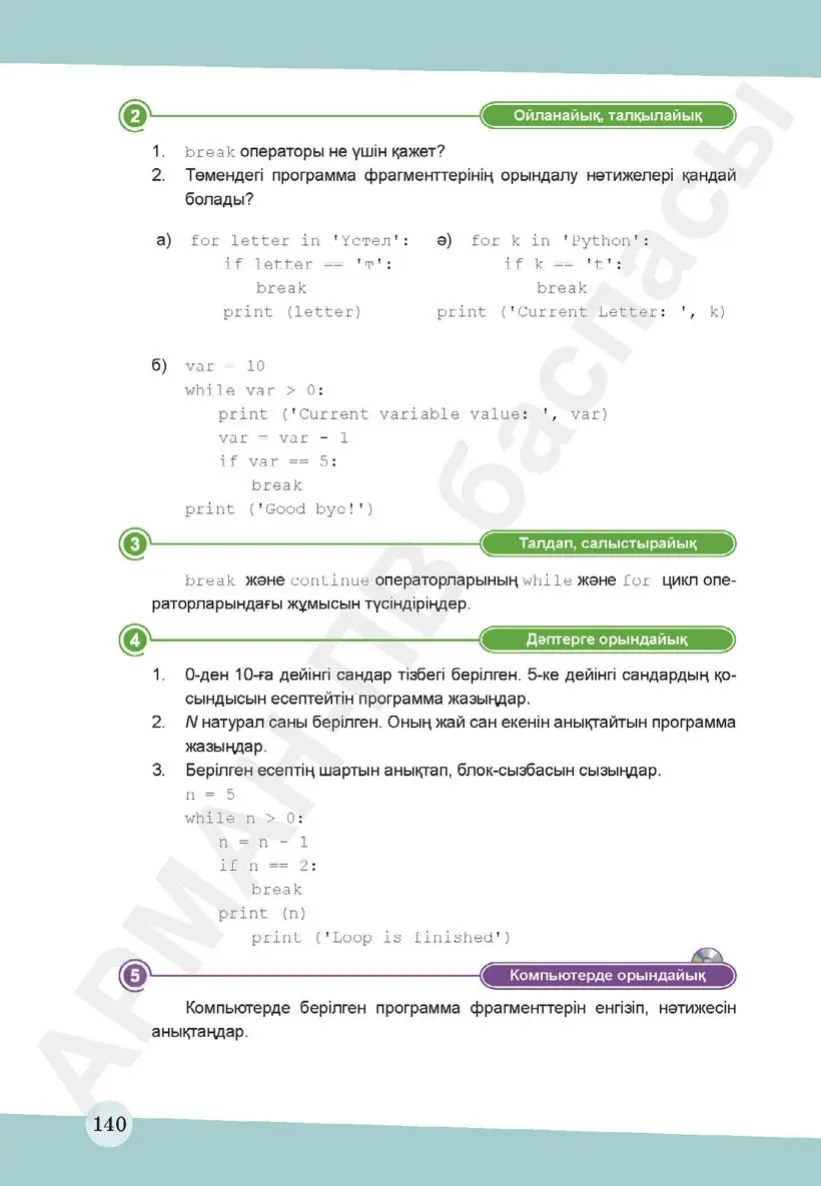 2 Ойланайық, талқылайық
1. break операторы не үшін қажет?
2. Төмендегі программа фрагменттерінің орындалу нәтижелері қандай
болады?
а) for letter in 'Үстел':
if letter == 'т':
break
print (letter)
ә) for k in 'Python':
if k == 't':
break
print ('Current Letter: ', k)
б) var = 10
while var > 0:
print ('Current variable value: ', var)
var = var - 1
if var == 5:
break
print ('Good bye!')
3 Талдап, салыстырайық
break және continue операторларының while және for цикл опе-
раторларындағы жұмысын түсіндіріңдер.
4 Дәптерге орындайық
1. 0-ден 10-ға дейінгі сандар тізбегі берілген. 5-ке дейінгі сандардың қо-
сындысын есептейтін программа жазыңдар.
2. N натурал саны берілген. Оның жай сан екенін анықтайтын программа
жазыңдар.
3. Берілген есептің шартын анықтап, блок-сызбасын сызыңдар.
n = 5
while n > 0:
n = n - 1
if n == 2:
break
print (n)
print ('Loop is finished')
5 Компьютерде орындайық
Компьютерде берілген программа фрагменттерін енгізіп, нәтижесін
анықтаңдар.
140
АРМАН-ПВ баспасы